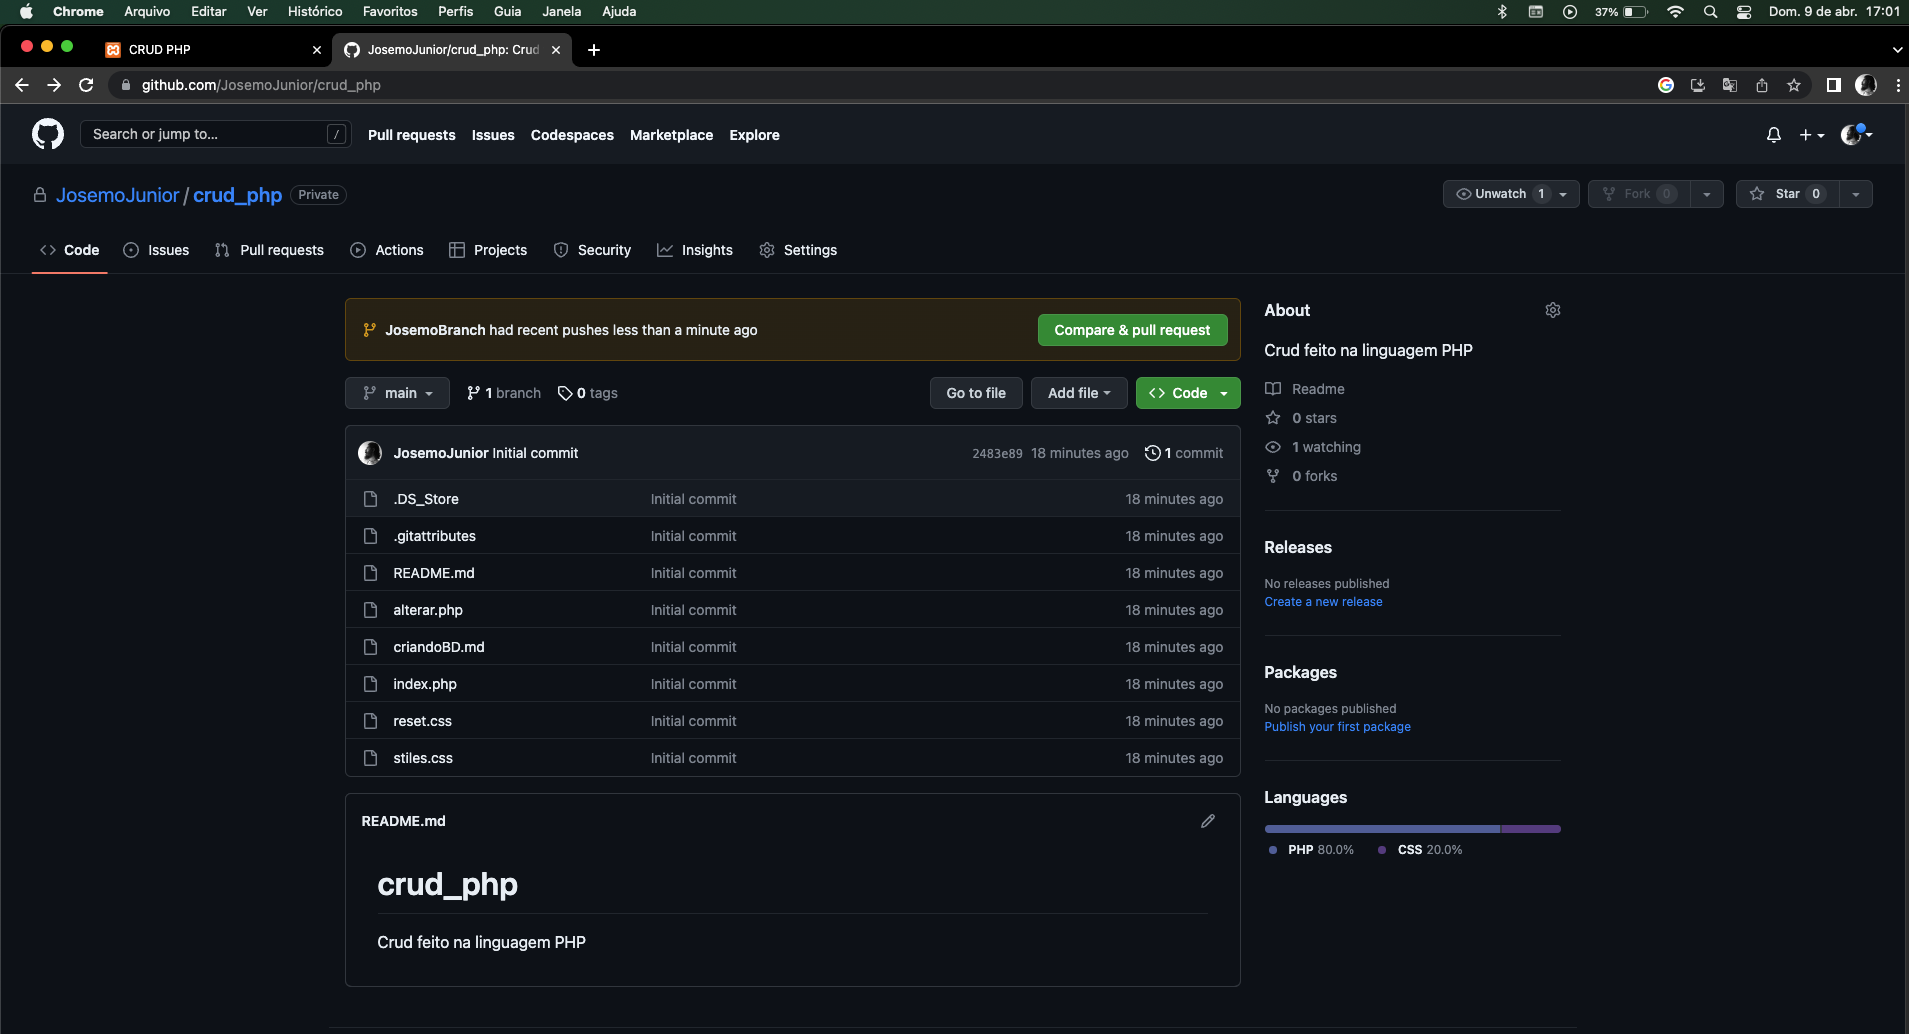 Chrome Arquivo Editar Ver Histórico Favoritos Perfis Guia Janela Ajuda 37% Dom. 9 de abr. 17:01
CRUD PHP JosemoJunior/crud_php: Crud
github.com/JosemoJunior/crud_php
Search or jump to... / Pull requests Issues Codespaces Marketplace Explore
JosemoJunior / crud_php Private Unwatch 1 Fork 0 Star 0
Code Issues Pull requests Actions Projects Security Insights Settings
JosemoBranch had recent pushes less than a minute ago Compare & pull request
main 1 branch 0 tags Go to file Add file Code
JosemoJunior Initial commit 2483e89 18 minutes ago 1 commit
.DS_Store Initial commit 18 minutes ago
.gitattributes Initial commit 18 minutes ago
README.md Initial commit 18 minutes ago
alterar.php Initial commit 18 minutes ago
criandoBD.md Initial commit 18 minutes ago
index.php Initial commit 18 minutes ago
reset.css Initial commit 18 minutes ago
stiles.css Initial commit 18 minutes ago
README.md
crud_php
Crud feito na linguagem PHP
About
Crud feito na linguagem PHP
Readme
0 stars
1 watching
0 forks
Releases
No releases published
Create a new release
Packages
No packages published
Publish your first package
Languages
PHP 80.0% CSS 20.0%